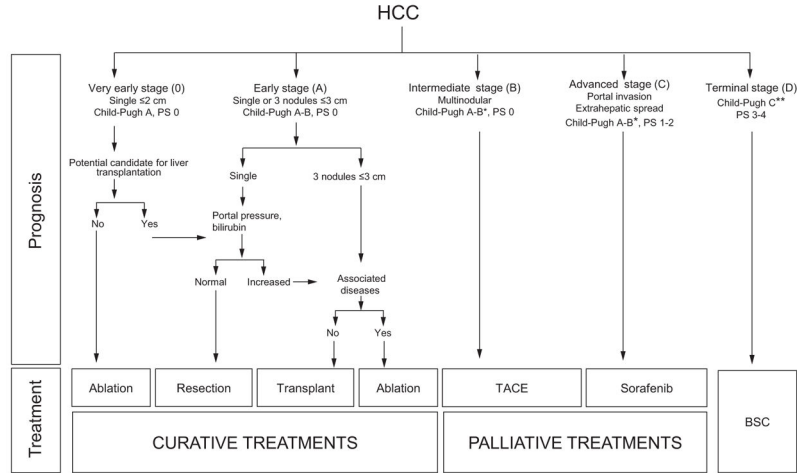 HCC
Prognosis
Very early stage (0)
Single ≤2 cm
Child-Pugh A, PS 0
Early stage (A)
Single or 3 nodules ≤3 cm
Child-Pugh A-B, PS 0
Intermediate stage (B)
Multinodular
Child-Pugh A-B*, PS 0
Advanced stage (C)
Portal invasion
Extrahepatic spread
Child-Pugh A-B*, PS 1-2
Terminal stage (D)
Child-Pugh C**
PS 3-4
Potential candidate for liver
transplantation
Single
3 nodules ≤3 cm
No
Yes
Portal pressure,
bilirubin
Normal
Increased
Associated
diseases
No
Yes
Treatment
Ablation
Resection
Transplant
Ablation
TACE
Sorafenib
BSC
CURATIVE TREATMENTS
PALLIATIVE TREATMENTS